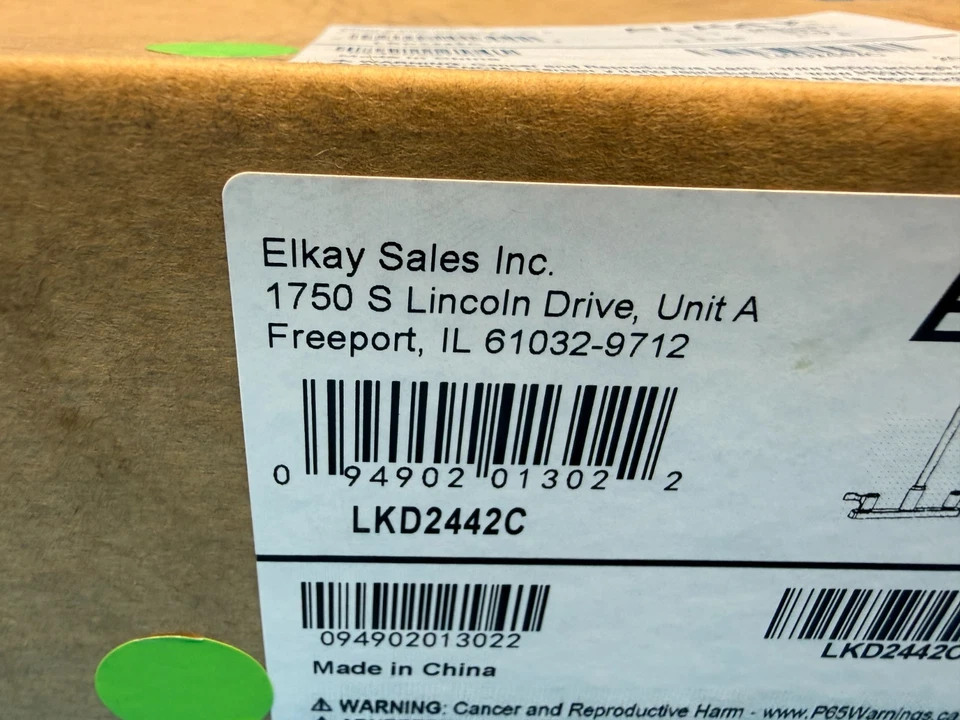 Elkay Sales Inc.
1750 S Lincoln Drive, Unit A
Freeport, IL 61032-9712
0 94902 01302 2
LKD2442C
094902013022
LKD2442C
Made in China
⚠ WARNING: Cancer and Reproductive Harm - www.P65Warnings.ca